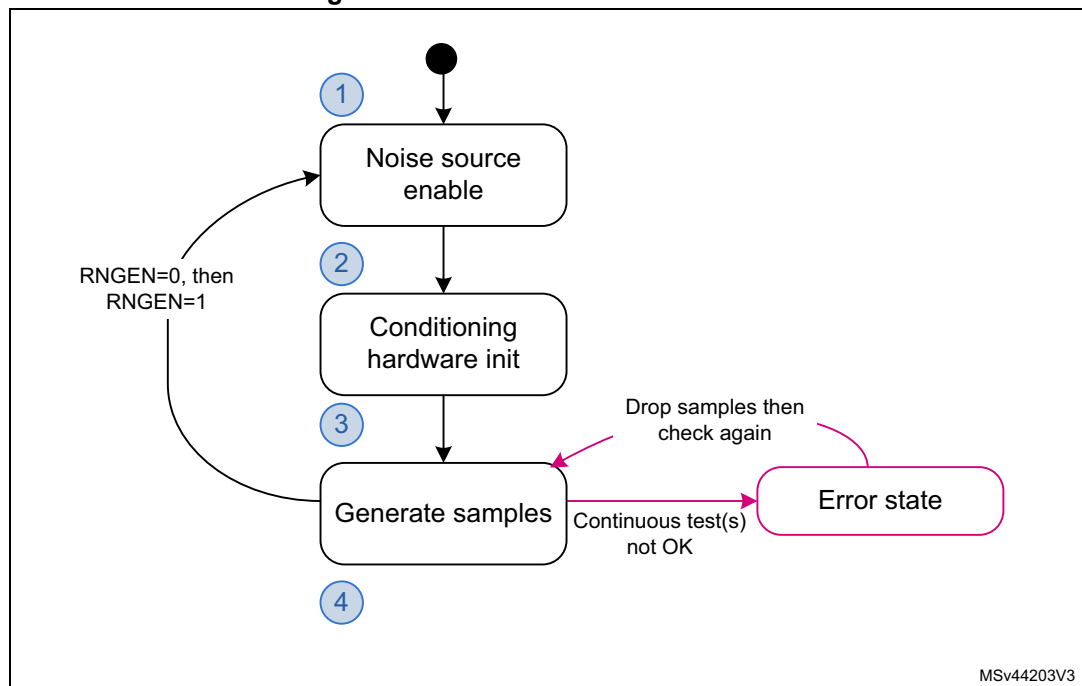 1
Noise source
enable
2
RNGEN=0, then
RNGEN=1
Conditioning
hardware init
3
Drop samples then
check again
Generate samples
Continuous test(s)
not OK
Error state
4
MSv44203V3